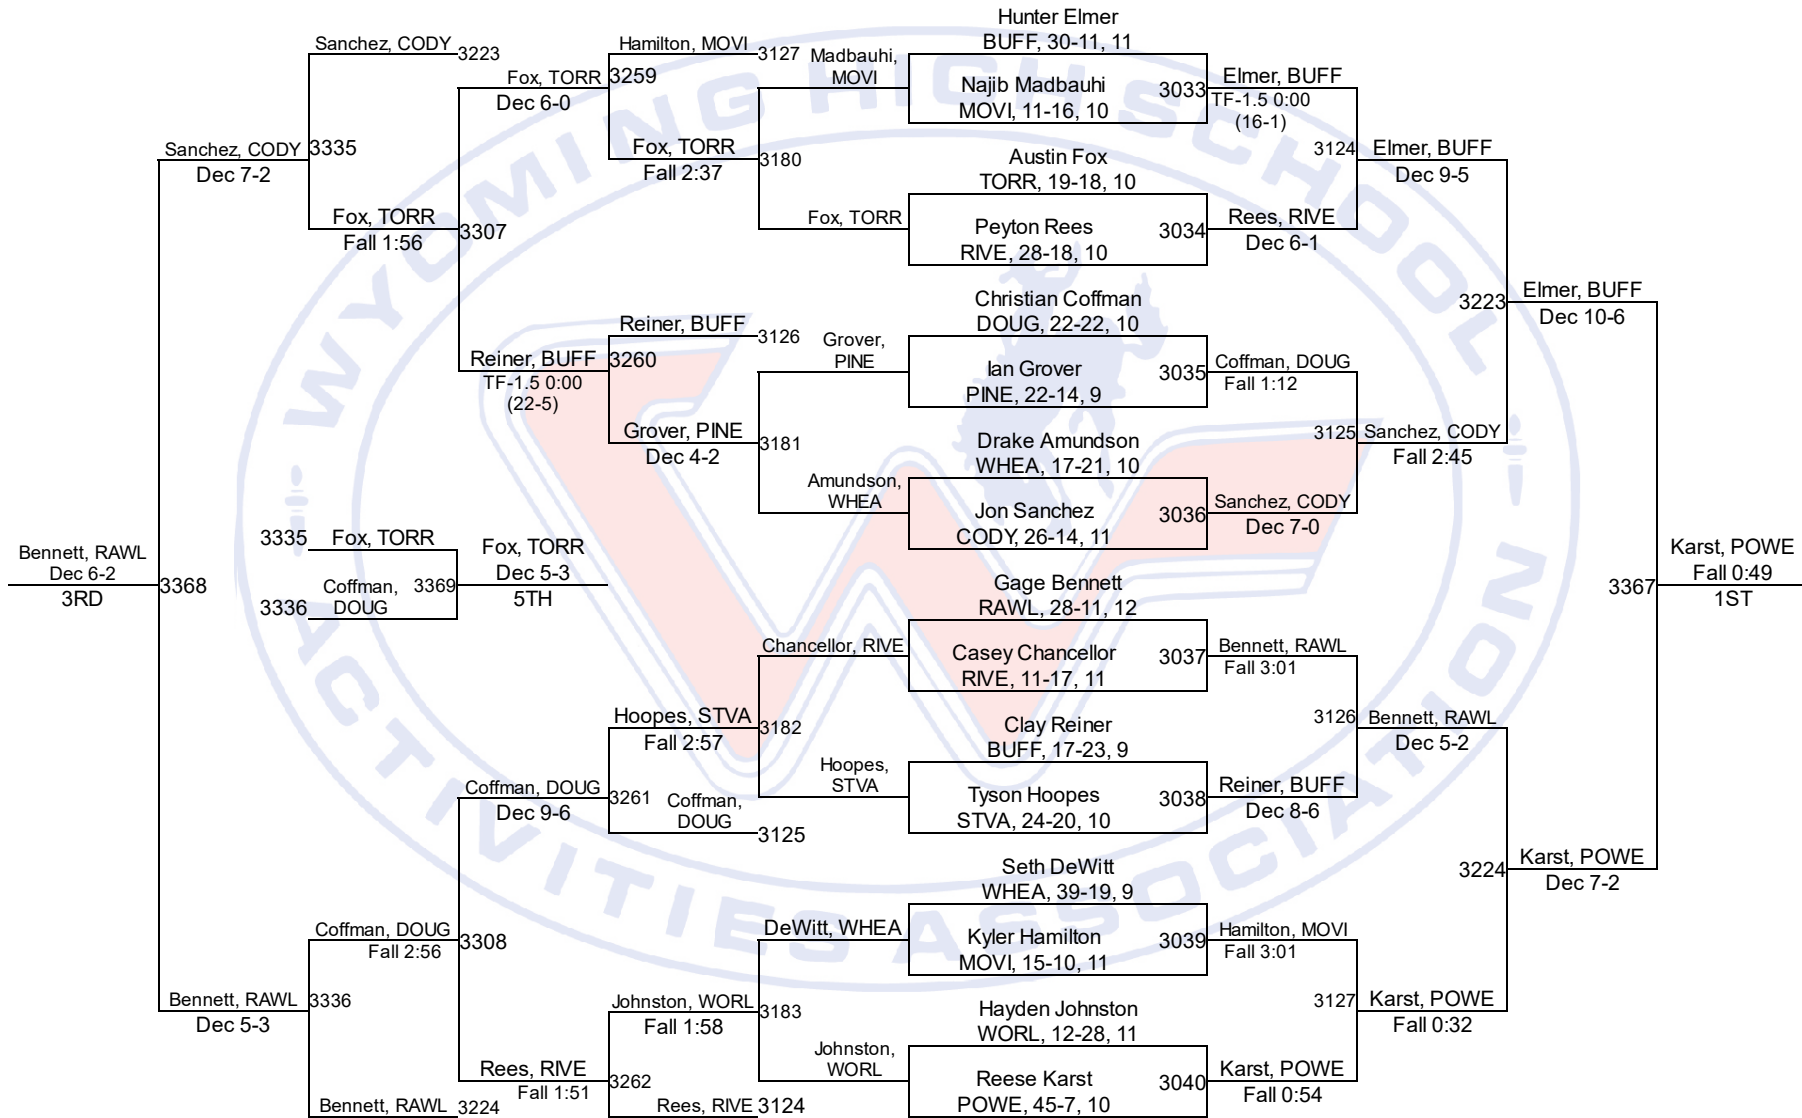 Hunter Elmer
BUFF, 30-11, 11
Najib Madbauhi
MOVI, 11-16, 10
3033
Austin Fox
TORR, 19-18, 10
Peyton Rees
RIVE, 28-18, 10
3034
Christian Coffman
DOUG, 22-22, 10
Ian Grover
PINE, 22-14, 9
3035
Drake Amundson
WHEA, 17-21, 10
Jon Sanchez
CODY, 26-14, 11
3036
Gage Bennett
RAWL, 28-11, 12
Casey Chancellor
RIVE, 11-17, 11
3037
Clay Reiner
BUFF, 17-23, 9
Tyson Hoopes
STVA, 24-20, 10
3038
Seth DeWitt
WHEA, 39-19, 9
Kyler Hamilton
MOVI, 15-10, 11
3039
Hayden Johnston
WORL, 12-28, 11
Reese Karst
POWE, 45-7, 10
3040
Elmer, BUFF
TF-1.5 0:00
(16-1)
3124
Rees, RIVE
Dec 6-1
Coffman, DOUG
Fall 1:12
3125
Sanchez, CODY
Dec 7-0
Bennett, RAWL
Fall 3:01
3126
Reiner, BUFF
Dec 8-6
Hamilton, MOVI
Fall 3:01
3127
Karst, POWE
Fall 0:54
Elmer, BUFF
Dec 9-5
3223
Sanchez, CODY
Fall 2:45
Bennett, RAWL
Dec 5-2
3224
Karst, POWE
Fall 0:32
Elmer, BUFF
Dec 10-6
3367
Karst, POWE
Dec 7-2
Karst, POWE
Fall 0:49
1ST
Madbauhi,
MOVI
Fox, TORR
Grover,
PINE
Amundson,
WHEA
Chancellor, RIVE
Hoopes,
STVA
DeWitt, WHEA
Johnston,
WORL
Hamilton, MOVI
3127
Fox, TORR
Fall 2:37
3180
Reiner, BUFF
3126
Grover, PINE
Dec 4-2
3181
Hoopes, STVA
Fall 2:57
3182
Coffman,
DOUG
3125
Johnston, WORL
Fall 1:58
3183
Rees, RIVE
3124
Fox, TORR
Dec 6-0
3259
Reiner, BUFF
TF-1.5 0:00
(22-5)
3260
Coffman, DOUG
Dec 9-6
3261
Rees, RIVE
Fall 1:51
3262
Sanchez, CODY
3223
Fox, TORR
Fall 1:56
3307
Coffman, DOUG
Fall 2:56
3308
Bennett, RAWL
3224
Sanchez, CODY
Dec 7-2
3335
Bennett, RAWL
Dec 5-3
3336
Bennett, RAWL
Dec 6-2
3RD
3368
3335
Fox, TORR
3336
Coffman,
DOUG
3369
Fox, TORR
Dec 5-3
5TH
WYOMING HIGH SCHOOL
ACTIVITIES ASSOCIATION